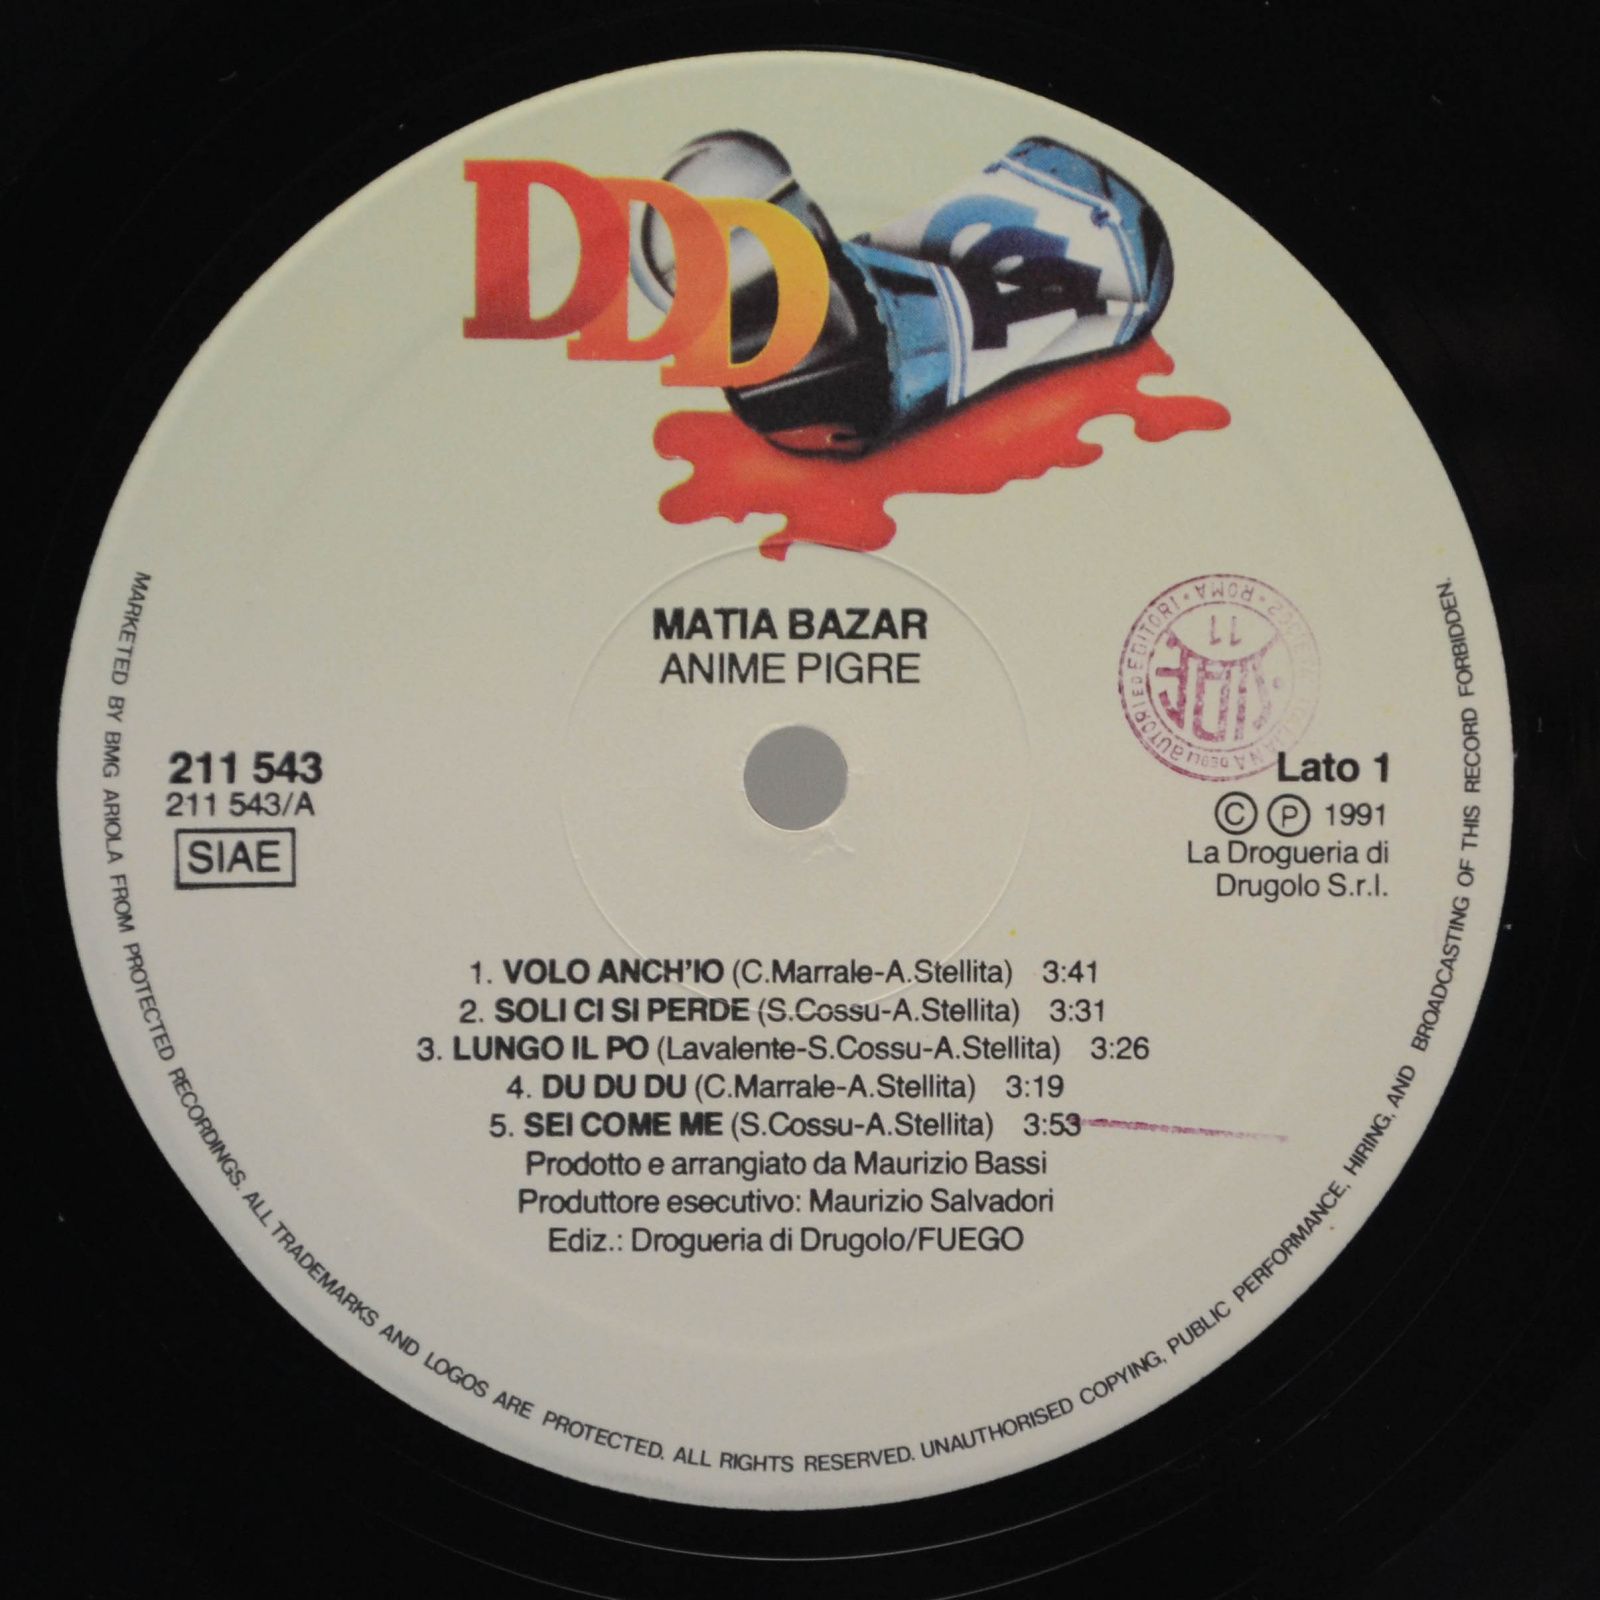 DDD
MATIA BAZAR
ANIME PIGRE
211 543
211 543/A
SIAE
Lato 1
Ⓒ Ⓟ 1991
La Drogueria di
Drugolo S.r.l.
11
ROMA
AUTORI ED EDITORI
1. VOLO ANCH'IO (C.Marrale-A.Stellita) 3:41
2. SOLI CI SI PERDE (S.Cossu-A.Stellita) 3:31
3. LUNGO IL PO (Lavalente-S.Cossu-A.Stellita) 3:26
4. DU DU DU (C.Marrale-A.Stellita) 3:19
5. SEI COME ME (S.Cossu-A.Stellita) 3:53
Prodotto e arrangiato da Maurizio Bassi
Produttore esecutivo: Maurizio Salvadori
Ediz.: Drogueria di Drugolo/FUEGO
MARKETED BY BMG ARIOLA FROM PROTECTED RECORDINGS. ALL TRADEMARKS AND LOGOS ARE PROTECTED. ALL RIGHTS RESERVED. UNAUTHORISED COPYING, PUBLIC PERFORMANCE, HIRING, AND BROADCASTING OF THIS RECORD FORBIDDEN.